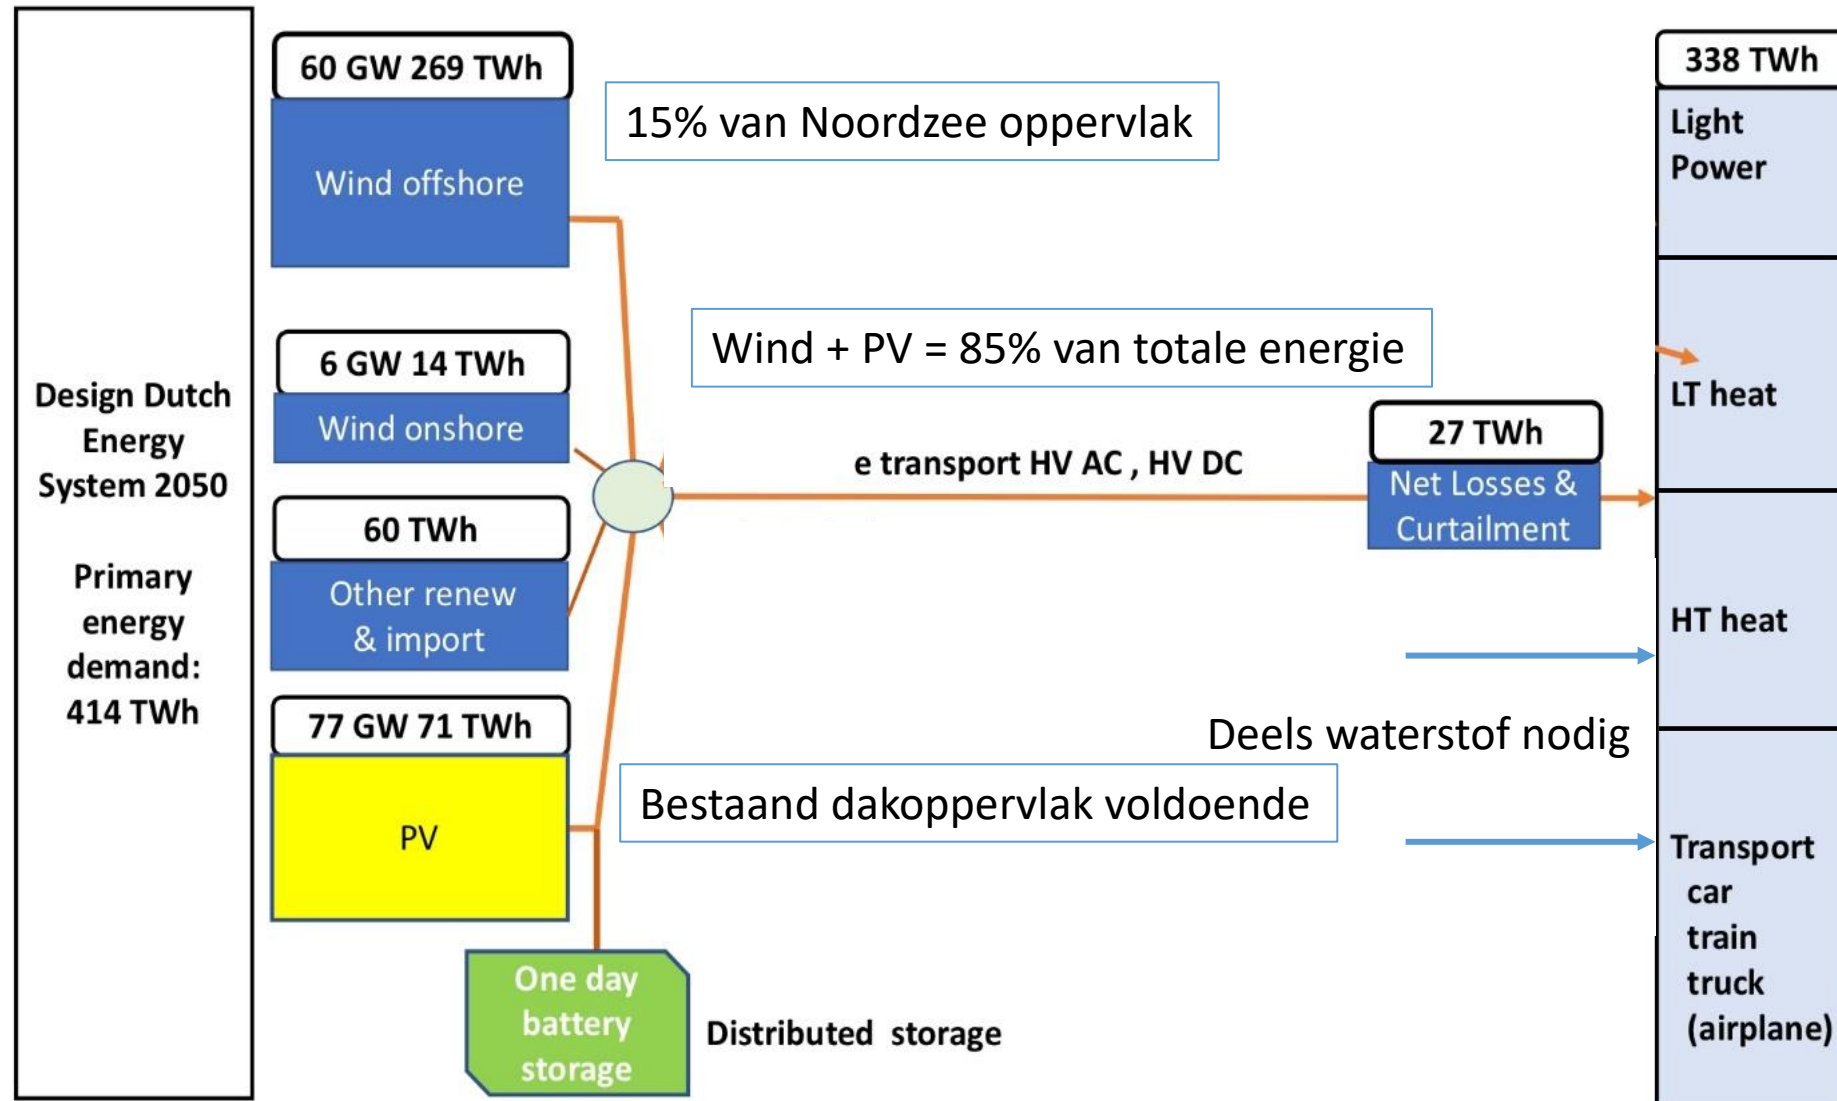 Design Dutch
Energy
System 2050
Primary
energy
demand:
414 TWh
60 GW 269 TWh
Wind offshore
15% van Noordzee oppervlak
6 GW 14 TWh
Wind onshore
Wind + PV = 85% van totale energie
60 TWh
Other renew
& import
e transport HV AC , HV DC
27 TWh
Net Losses &
Curtailment
77 GW 71 TWh
PV
Bestaand dakoppervlak voldoende
Deels waterstof nodig
One day
battery
storage
Distributed storage
338 TWh
Light
Power
LT heat
HT heat
Transport
car
train
truck
(airplane)